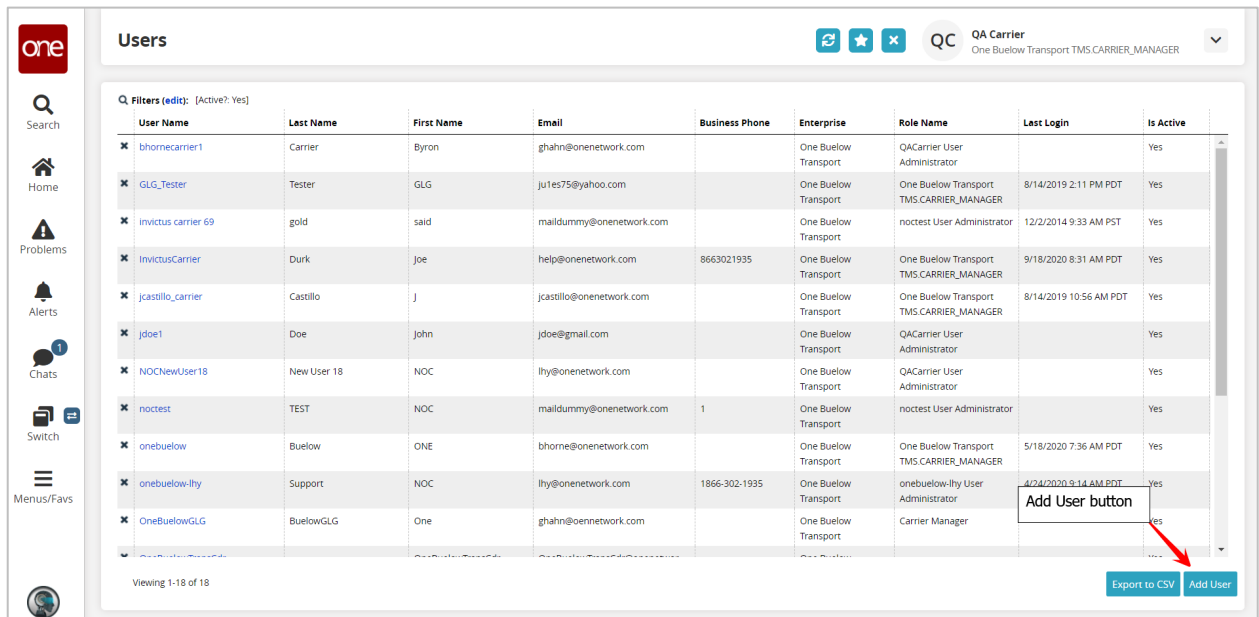 one
Users
QC
QA Carrier
One Buelow Transport TMS.CARRIER_MANAGER
Search
Home
Problems
Alerts
1
Chats
Switch
Menus/Favs
Filters (edit): [Active?: Yes]
User Name Last Name First Name Email Business Phone Enterprise Role Name Last Login Is Active
bhornecarrier1 Carrier Byron ghahn@onenetwork.com One Buelow QACarrier User Yes
Transport Administrator
GLG_Tester Tester GLG ju1es75@yahoo.com One Buelow One Buelow Transport 8/14/2019 2:11 PM PDT Yes
Transport TMS.CARRIER_MANAGER
invictus carrier 69 gold said maildummy@onenetwork.com One Buelow noctest User Administrator 12/2/2014 9:33 AM PST Yes
Transport
InvictusCarrier Durk Joe help@onenetwork.com 8663021935 One Buelow One Buelow Transport 9/18/2020 8:31 AM PDT Yes
Transport TMS.CARRIER_MANAGER
jcastillo_carrier Castillo J jcastillo@onenetwork.com One Buelow One Buelow Transport 8/14/2019 10:56 AM PDT Yes
Transport TMS.CARRIER_MANAGER
jdoe1 Doe John jdoe@gmail.com One Buelow QACarrier User Yes
Transport Administrator
NOCNewUser18 New User 18 NOC lhy@onenetwork.com One Buelow QACarrier User Yes
Transport Administrator
noctest TEST NOC maildummy@onenetwork.com 1 One Buelow noctest User Administrator Yes
Transport
onebuelow Buelow ONE bhorne@onenetwork.com One Buelow One Buelow Transport 5/18/2020 7:36 AM PDT Yes
Transport TMS.CARRIER_MANAGER
onebuelow-lhy Support NOC lhy@onenetwork.com 1866-302-1935 One Buelow onebuelow-lhy User 4/24/2020 9:14 AM PDT Yes
Transport Administrator
Add User button
OneBuelowGLG BuelowGLG One ghahn@oennetwork.com One Buelow Carrier Manager Yes
Transport
Viewing 1-18 of 18
Export to CSV Add User